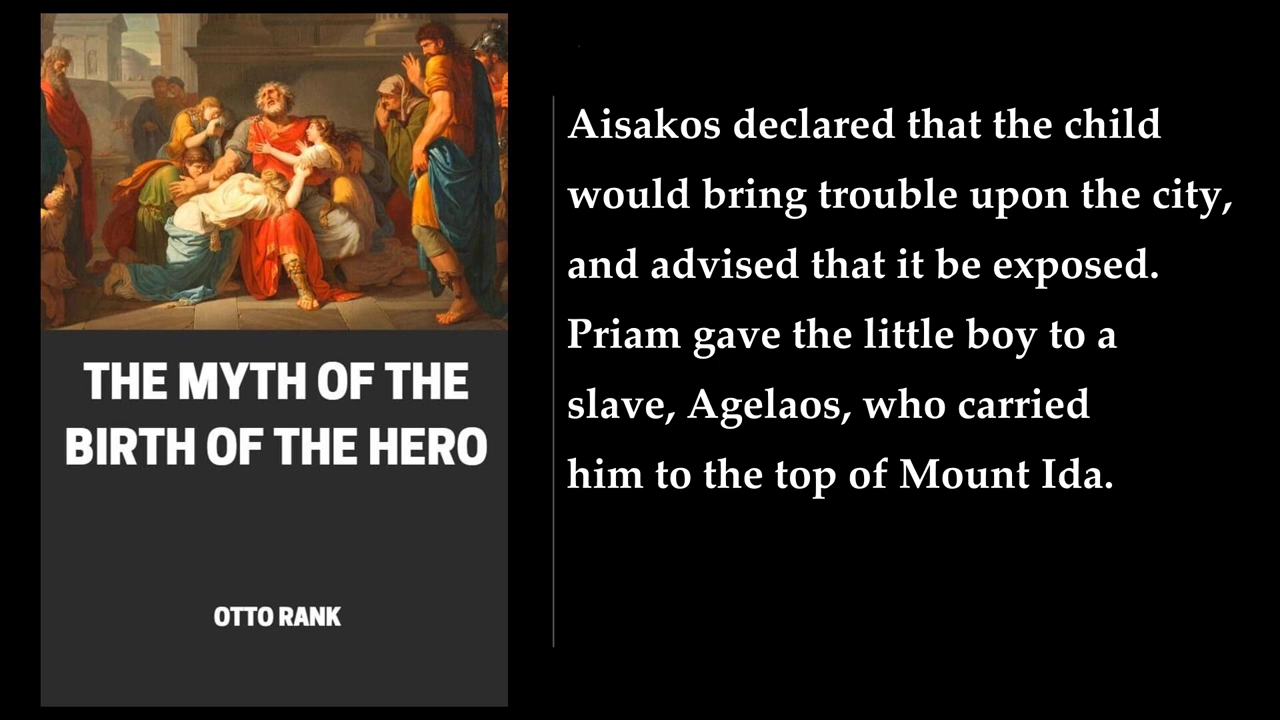 THE MYTH OF THE
BIRTH OF THE HERO
OTTO RANK
Aisakos declared that the child
would bring trouble upon the city,
and advised that it be exposed.
Priam gave the little boy to a
slave, Agelaos, who carried
him to the top of Mount Ida.